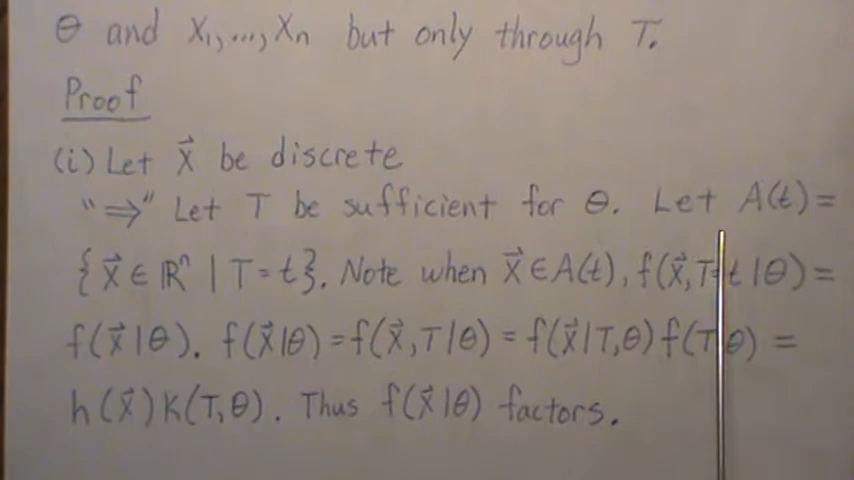 θ and X₁,...,Xₙ but only through T.
Proof
(i) Let X⃗ be discrete
"⇒" Let T be sufficient for θ. Let A(t) =
{X⃗ ∈ ℝⁿ | T = t}. Note when X⃗ ∈ A(t), f(X⃗, T=t | θ) =
f(X⃗ | θ). f(X⃗ | θ) = f(X⃗, T | θ) = f(X⃗ | T, θ) f(T | θ) =
h(X⃗) K(T, θ). Thus f(X⃗ | θ) factors.